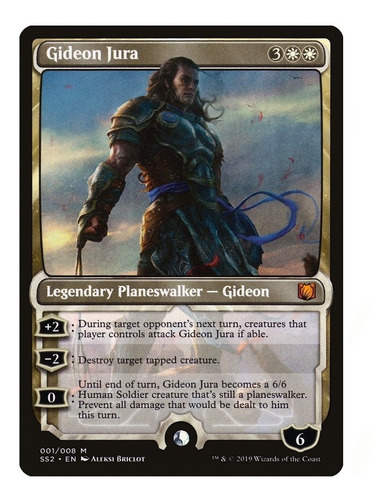 Gideon Jura 3
Legendary Planeswalker — Gideon
+2 : During target opponent's next turn, creatures that
player controls attack Gideon Jura if able.
-2 : Destroy target tapped creature.
Until end of turn, Gideon Jura becomes a 6/6
0 : Human Soldier creature that's still a planeswalker.
Prevent all damage that would be dealt to him
this turn.
6
001/008 M
SS2 • EN Aleksi Briclot ™ & © 2019 Wizards of the Coast